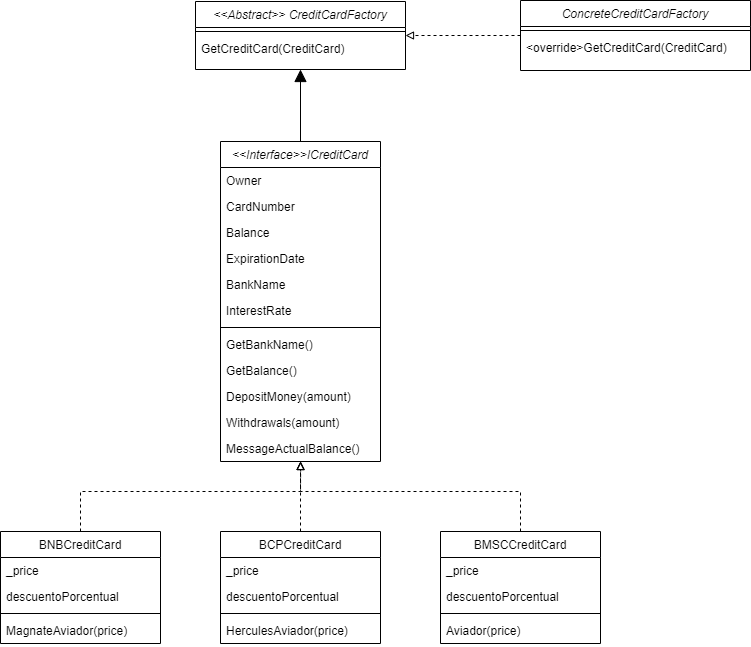 <<Abstract>> CreditCardFactory
GetCreditCard(CreditCard)
ConcreteCreditCardFactory
<override>GetCreditCard(CreditCard)
<<Interface>>ICreditCard
Owner
CardNumber
Balance
ExpirationDate
BankName
InterestRate
GetBankName()
GetBalance()
DepositMoney(amount)
Withdrawals(amount)
MessageActualBalance()
BNBCreditCard
_price
descuentoPorcentual
MagnateAviador(price)
BCPCreditCard
_price
descuentoPorcentual
HerculesAviador(price)
BMSCCreditCard
_price
descuentoPorcentual
Aviador(price)